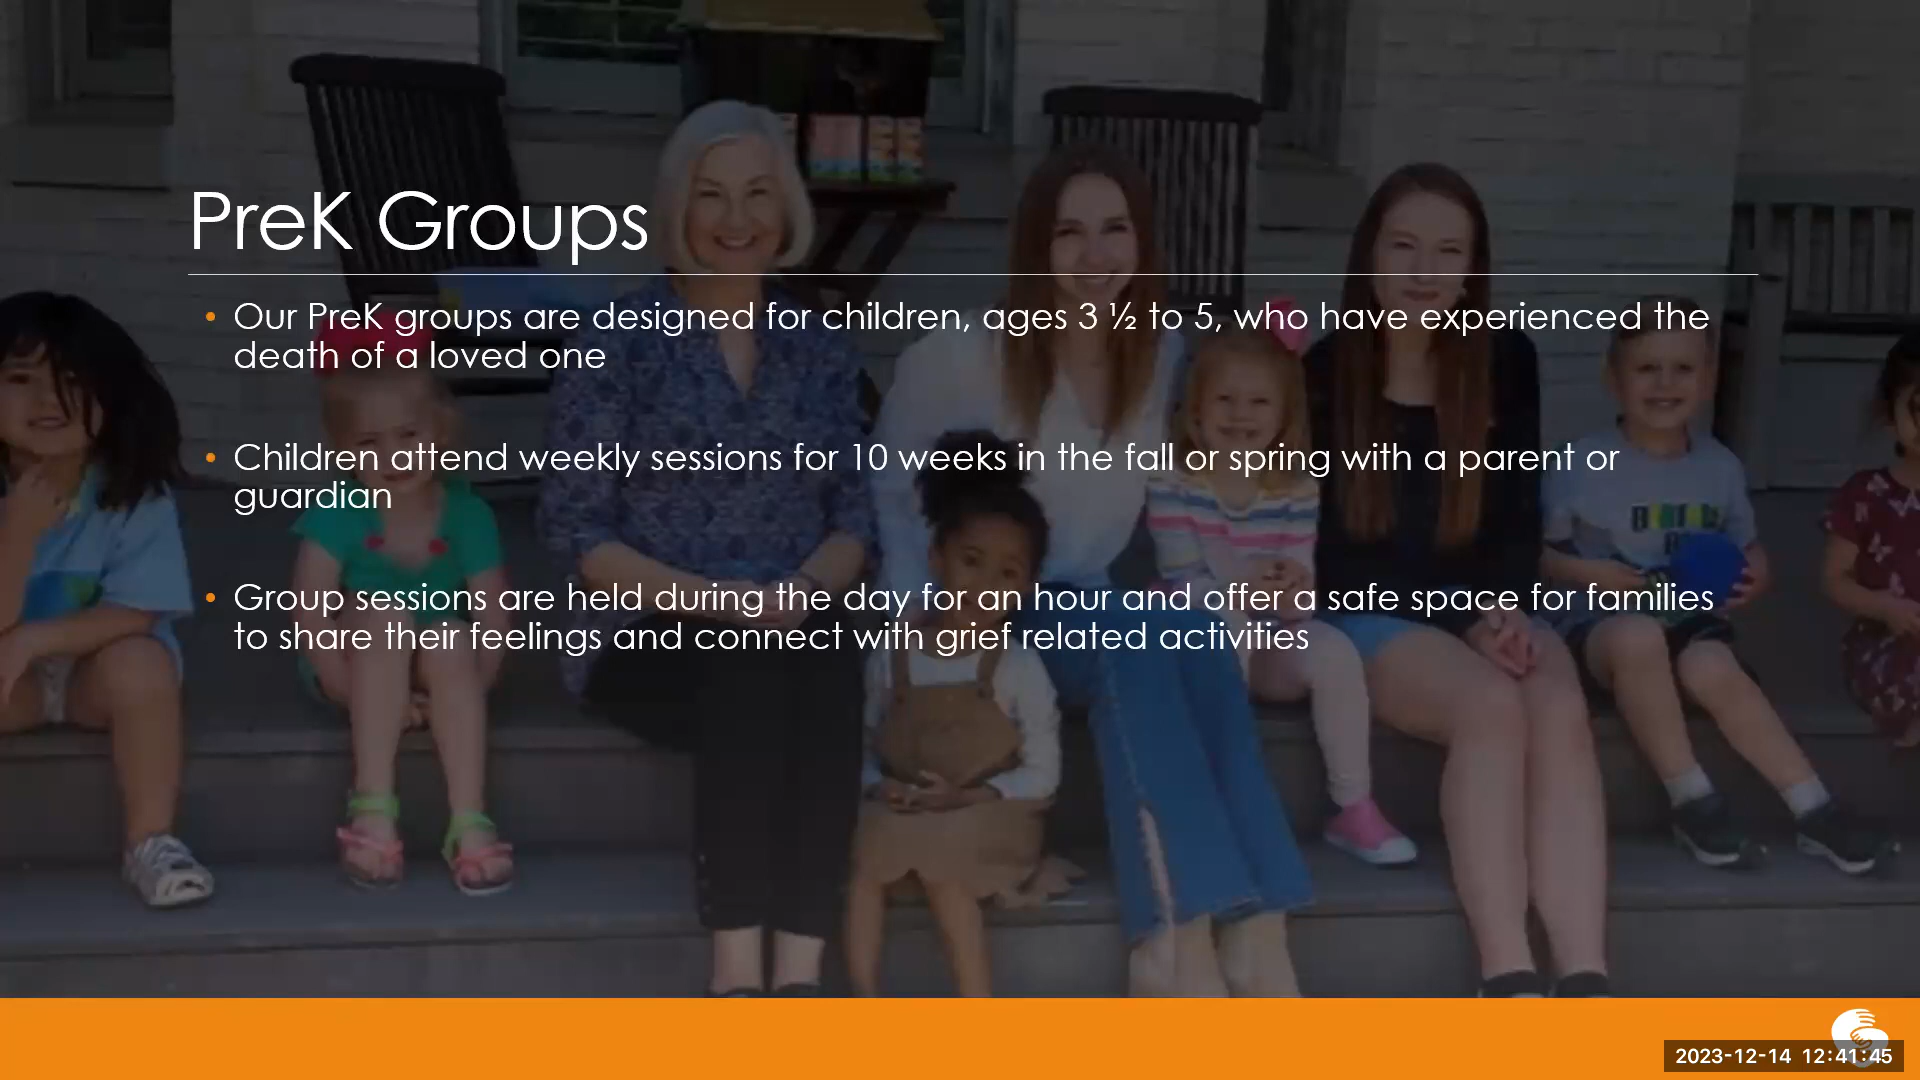 PreK Groups
• Our PreK groups are designed for children, ages 3 ½ to 5, who have experienced the
death of a loved one
• Children attend weekly sessions for 10 weeks in the fall or spring with a parent or
guardian
• Group sessions are held during the day for an hour and offer a safe space for families
to share their feelings and connect with grief related activities
2023-12-14 12:41:45